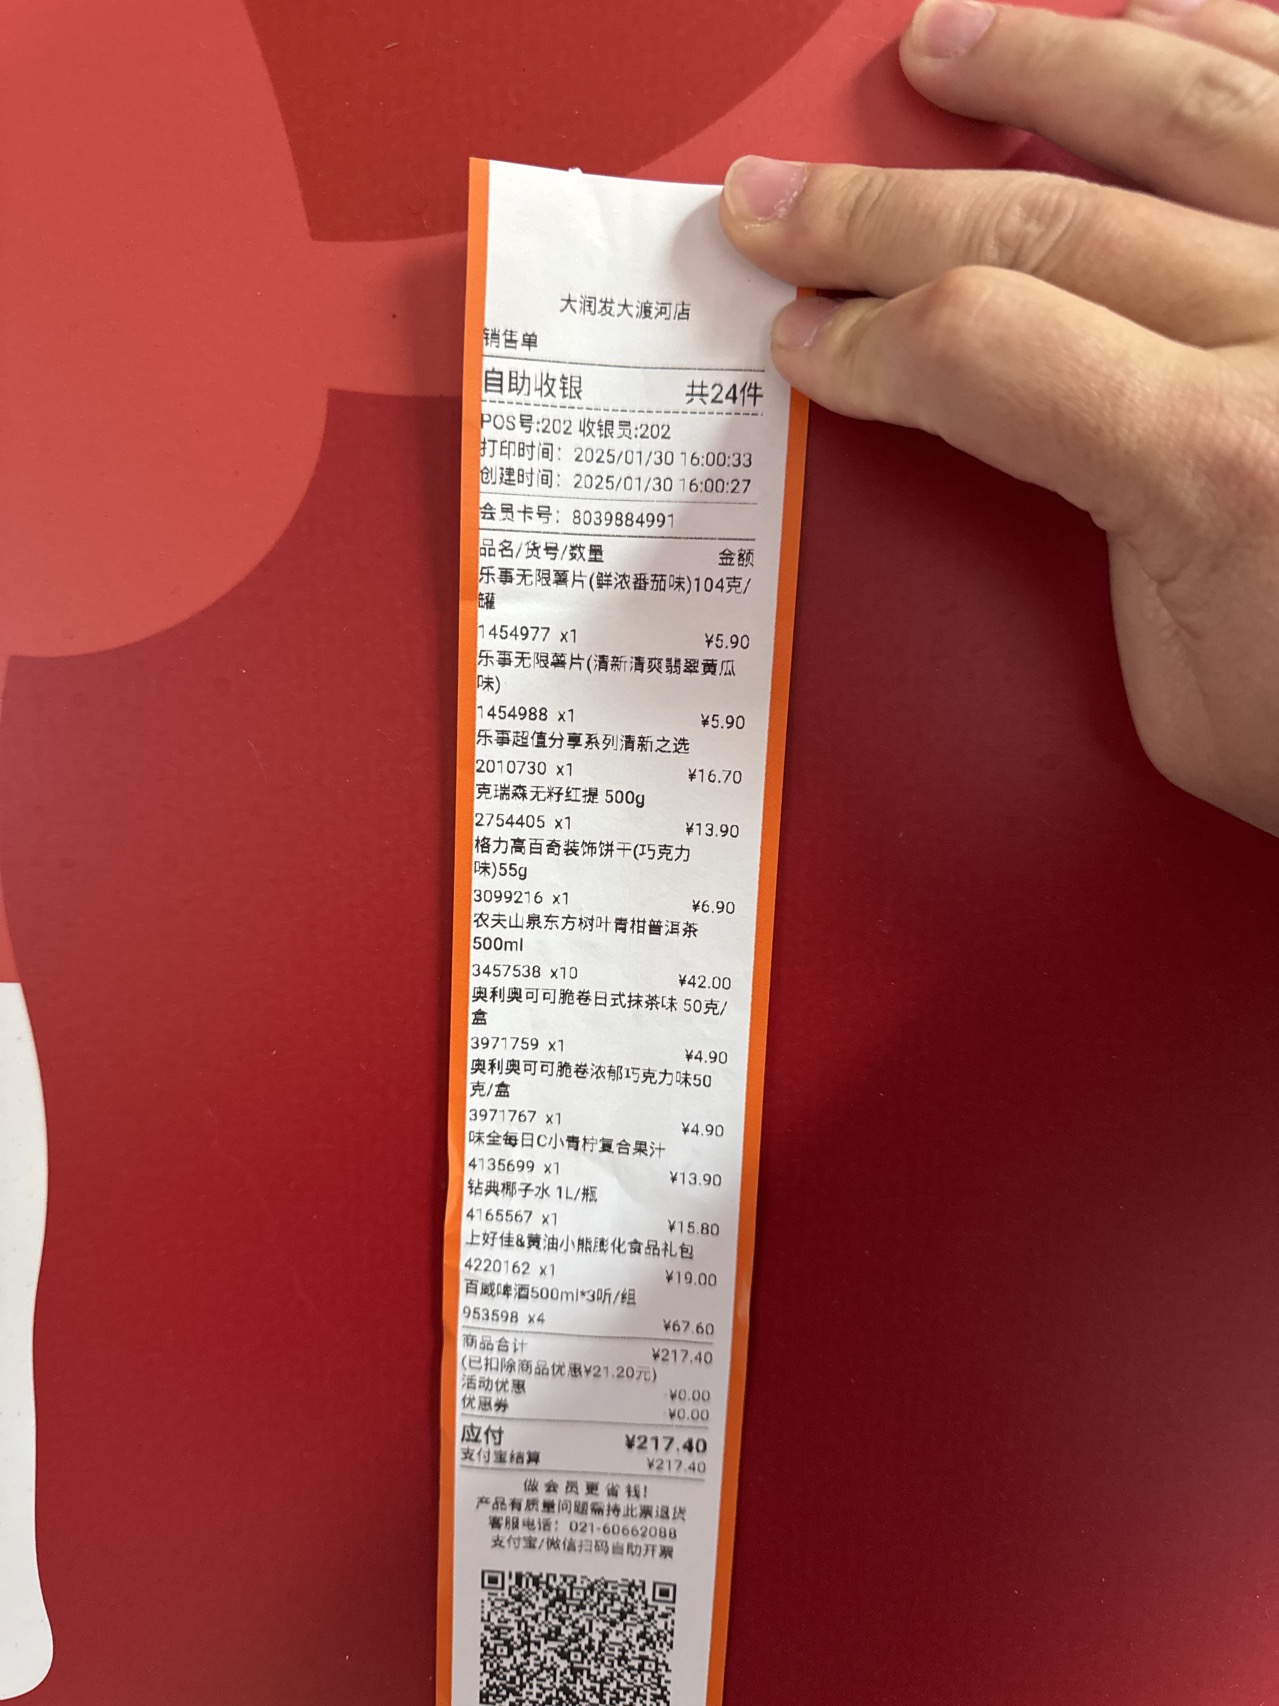 大润发大渡河店
销售单
自助收银 共24件
POS号:202 收银员:202
打印时间: 2025/01/30 16:00:33
创建时间: 2025/01/30 16:00:27
会员卡号: 8039884991
品名/货号/数量 金额
乐事无限薯片(鲜浓番茄味)104克/
罐
1454977 x1 ¥5.90
乐事无限薯片(清新清爽翡翠黄瓜
味)
1454988 x1 ¥5.90
乐事超值分享系列清新之选
2010730 x1 ¥16.70
克瑞森无籽红提 500g
2754405 x1 ¥13.90
格力高百奇装饰饼干(巧克力
味)55g
3099216 x1 ¥6.90
农夫山泉东方树叶青柑普洱茶
500ml
3457538 x10 ¥42.00
奥利奥可可脆卷日式抹茶味 50克/
盒
3971759 x1 ¥4.90
奥利奥可可脆卷浓郁巧克力味50
克/盒
3971767 x1 ¥4.90
味全每日C小青柠复合果汁
4135699 x1 ¥13.90
钻典椰子水 1L/瓶
4165567 x1 ¥15.80
上好佳&黄油小熊膨化食品礼包
4220162 x1 ¥19.00
百威啤酒500ml*3听/组
953598 x4 ¥67.60
商品合计 ¥217.40
(已扣除商品优惠¥21.20元)
活动优惠 -¥0.00
优惠券 -¥0.00
应付 ¥217.40
支付宝结算 ¥217.40
做会员更省钱!
产品有质量问题需持此票退货
客服电话: 021-60662088
支付宝/微信扫码自助开票